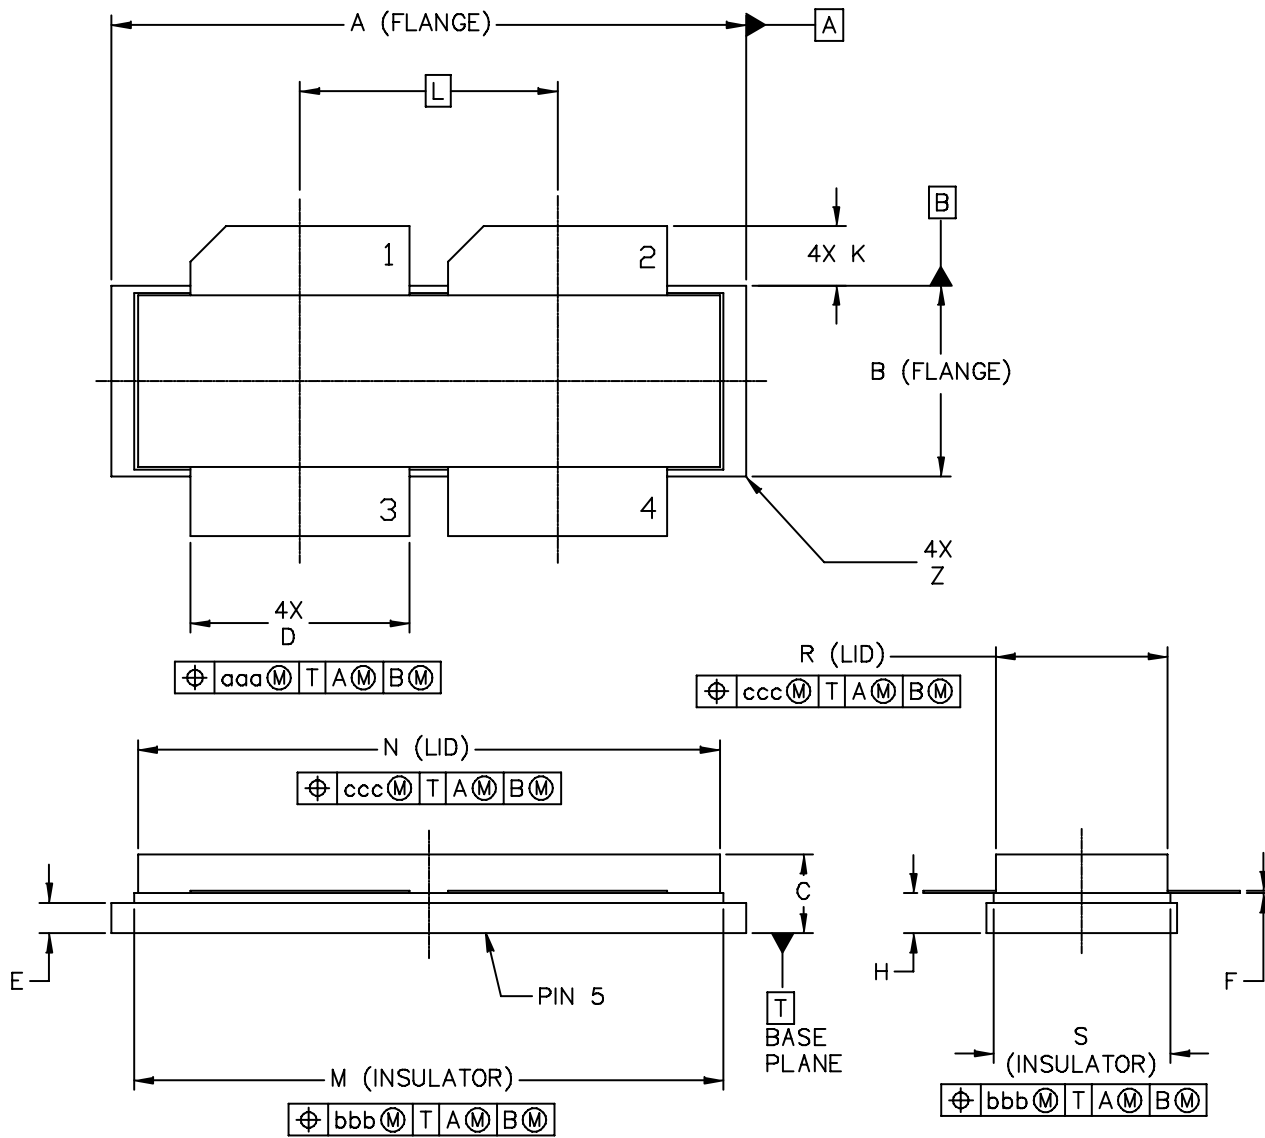 A (FLANGE)
A
L
B
1
2
4X K
B (FLANGE)
3
4
4X
Z
4X
D
⌖ aaa Ⓜ T A Ⓜ B Ⓜ
R (LID)
⌖ ccc Ⓜ T A Ⓜ B Ⓜ
N (LID)
⌖ ccc Ⓜ T A Ⓜ B Ⓜ
C
E
H
F
PIN 5
T
BASE
PLANE
S
(INSULATOR)
M (INSULATOR)
⌖ bbb Ⓜ T A Ⓜ B Ⓜ
⌖ bbb Ⓜ T A Ⓜ B Ⓜ